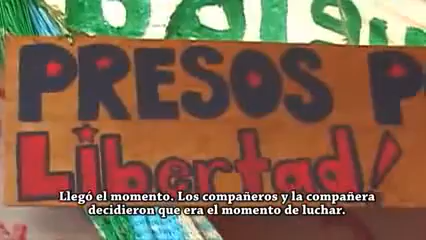 PRESOS P
Libertad!
Llegó el momento. Los compañeros y la compañera
decidieron que era el momento de luchar.